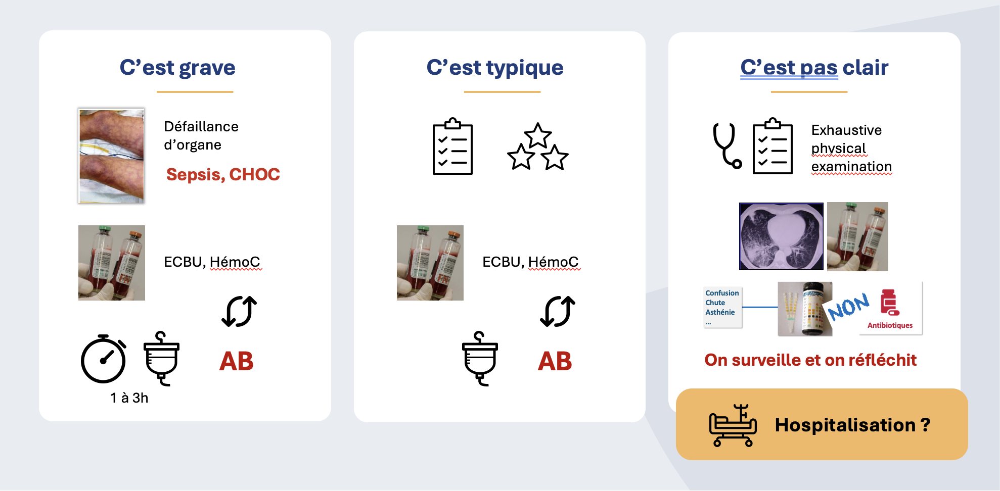 C’est grave
Défaillance
d’organe
Sepsis, CHOC
ECBU, HémoC
AB
1 à 3h
C’est typique
ECBU, HémoC
AB
C’est pas clair
Exhaustive
physical
examination
Confusion
Chute
Asthénie
...
NON
Antibiotiques
On surveille et on réfléchit
Hospitalisation ?